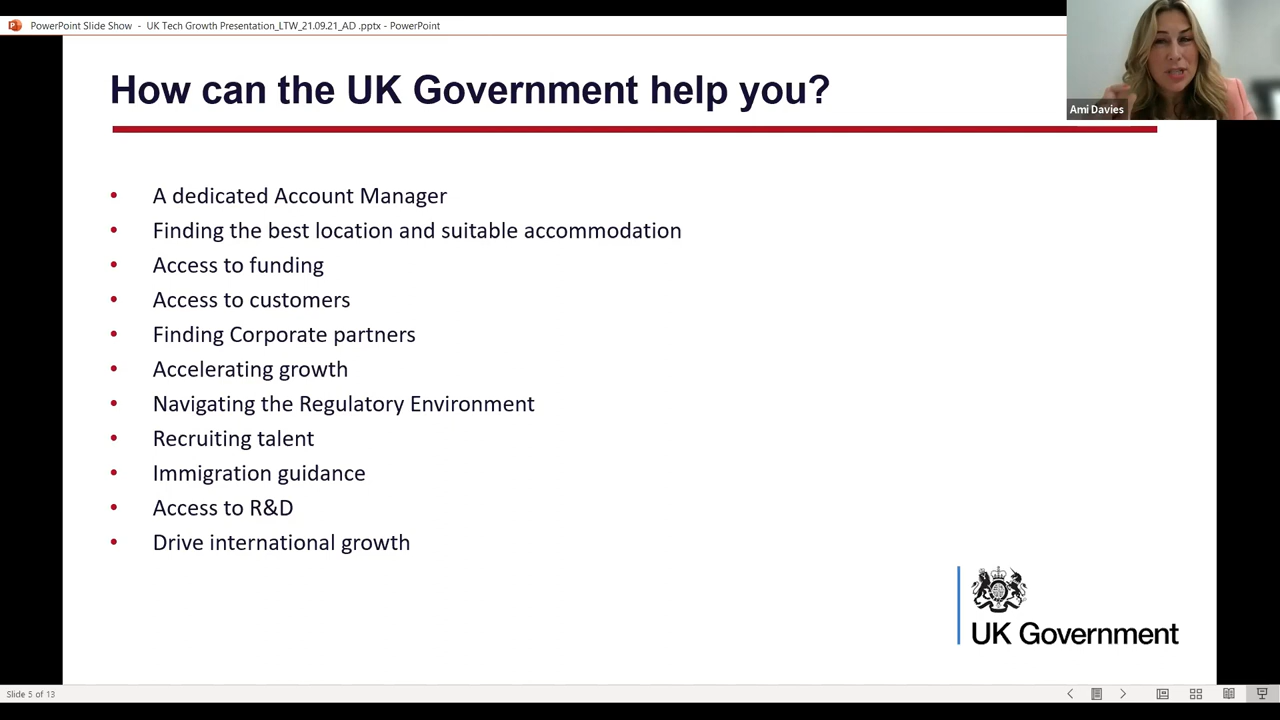 PowerPoint Slide Show - UK Tech Growth Presentation_LTW_21.09.21_AD .pptx - PowerPoint
How can the UK Government help you?
Ami Davies
• A dedicated Account Manager
• Finding the best location and suitable accommodation
• Access to funding
• Access to customers
• Finding Corporate partners
• Accelerating growth
• Navigating the Regulatory Environment
• Recruiting talent
• Immigration guidance
• Access to R&D
• Drive international growth
UK Government
Slide 5 of 13